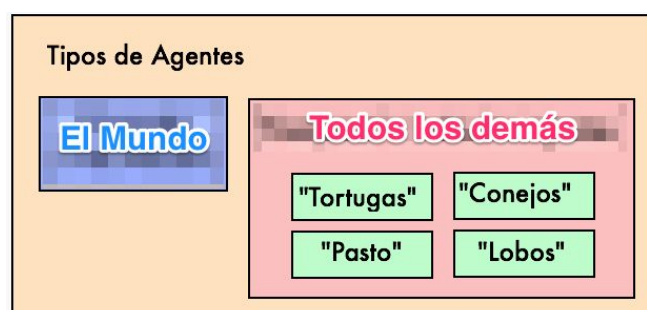 Tipos de Agentes
El Mundo
Todos los demás
"Tortugas" "Conejos"
"Pasto" "Lobos"